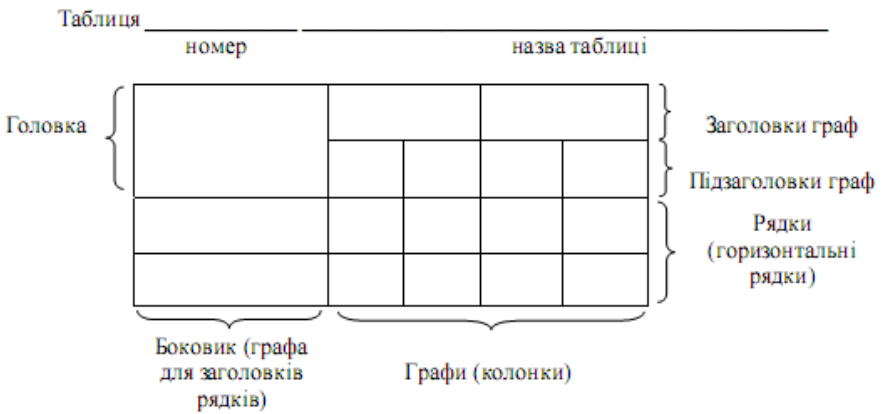 Таблиця
номер
назва таблиці
Головка
Заголовки граф
Підзаголовки граф
Рядки
(горизонтальні
рядки)
Боковик (графа
для заголовків
рядків)
Графи (колонки)